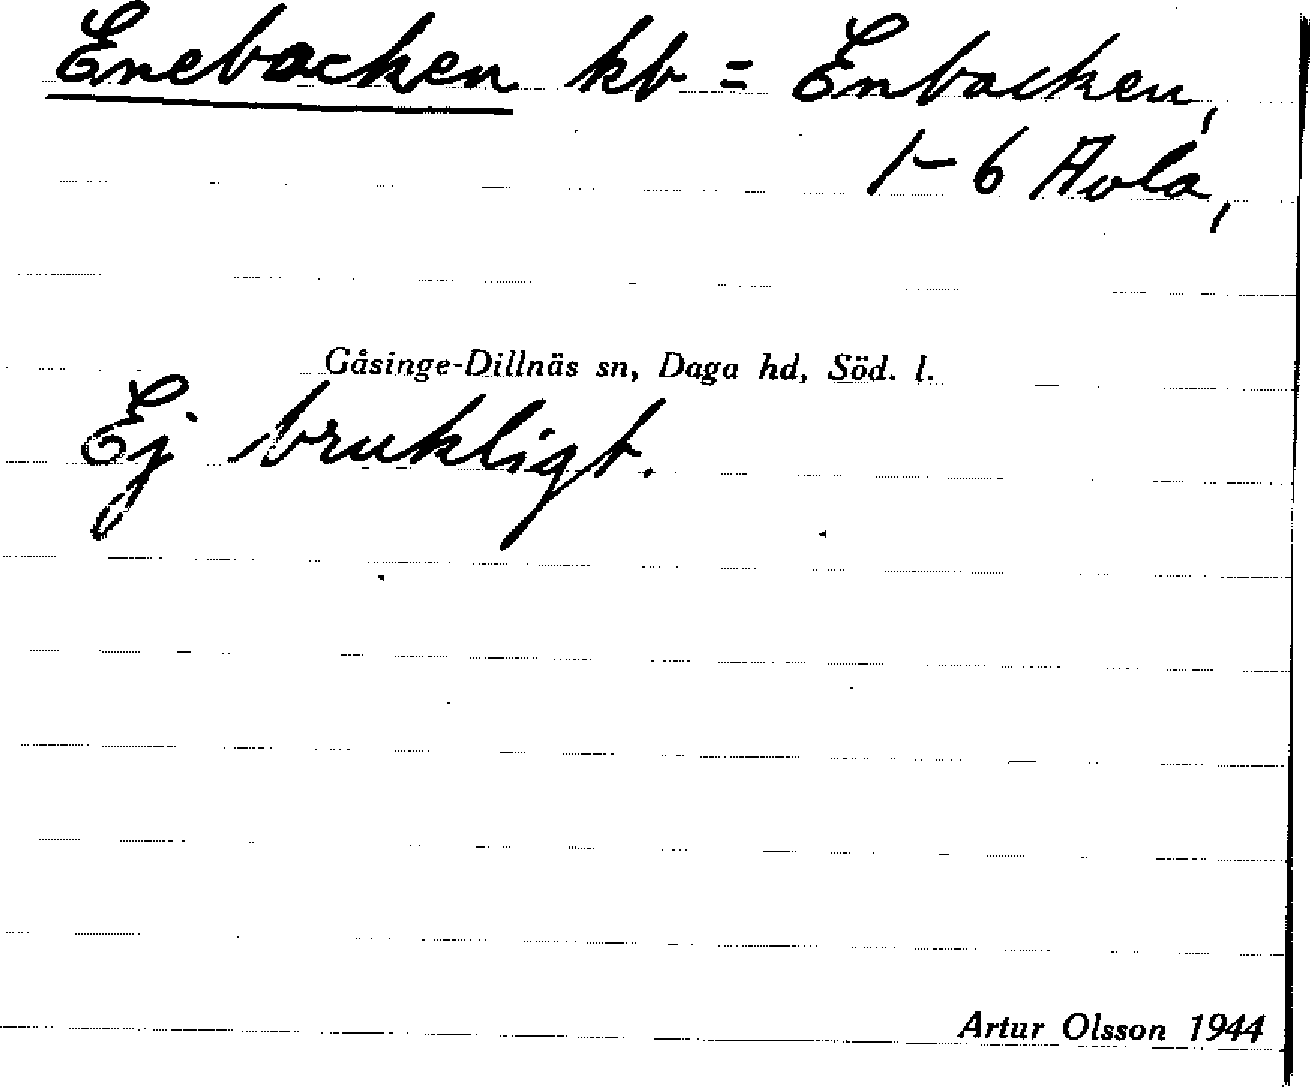 Enebacken kb = Enbacken,
1-6 Avla,
Gåsinge-Dillnäs sn, Daga hd, Söd. l.
Ej brukligt.
Artur Olsson 1944